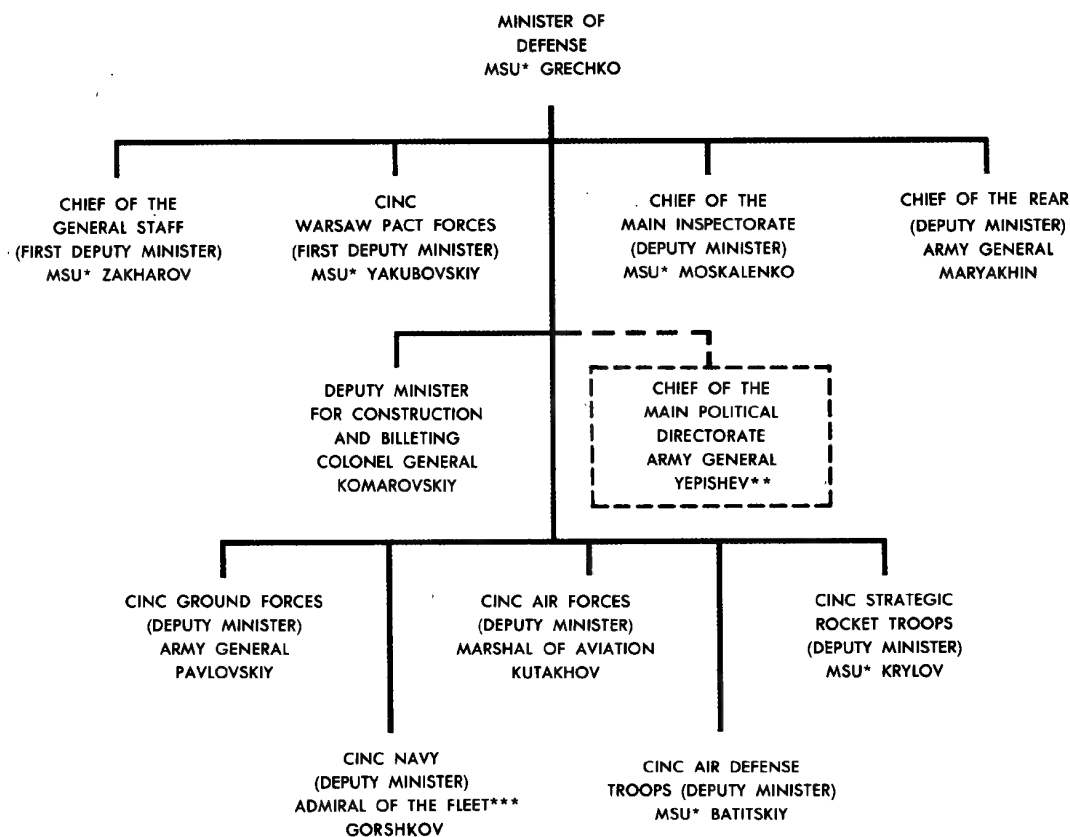 MINISTER OF
DEFENSE
MSU* GRECHKO
CHIEF OF THE
GENERAL STAFF
(FIRST DEPUTY MINISTER)
MSU* ZAKHAROV
CINC
WARSAW PACT FORCES
(FIRST DEPUTY MINISTER)
MSU* YAKUBOVSKIY
CHIEF OF THE
MAIN INSPECTORATE
(DEPUTY MINISTER)
MSU* MOSKALENKO
CHIEF OF THE REAR
(DEPUTY MINISTER)
ARMY GENERAL
MARYAKHIN
DEPUTY MINISTER
FOR CONSTRUCTION
AND BILLETING
COLONEL GENERAL
KOMAROVSKIY
CHIEF OF THE
MAIN POLITICAL
DIRECTORATE
ARMY GENERAL
YEPISHEV**
CINC GROUND FORCES
(DEPUTY MINISTER)
ARMY GENERAL
PAVLOVSKIY
CINC AIR FORCES
(DEPUTY MINISTER)
MARSHAL OF AVIATION
KUTAKHOV
CINC STRATEGIC
ROCKET TROOPS
(DEPUTY MINISTER)
MSU* KRYLOV
CINC NAVY
(DEPUTY MINISTER)
ADMIRAL OF THE FLEET***
GORSHKOV
CINC AIR DEFENSE
TROOPS (DEPUTY MINISTER)
MSU* BATITSKIY